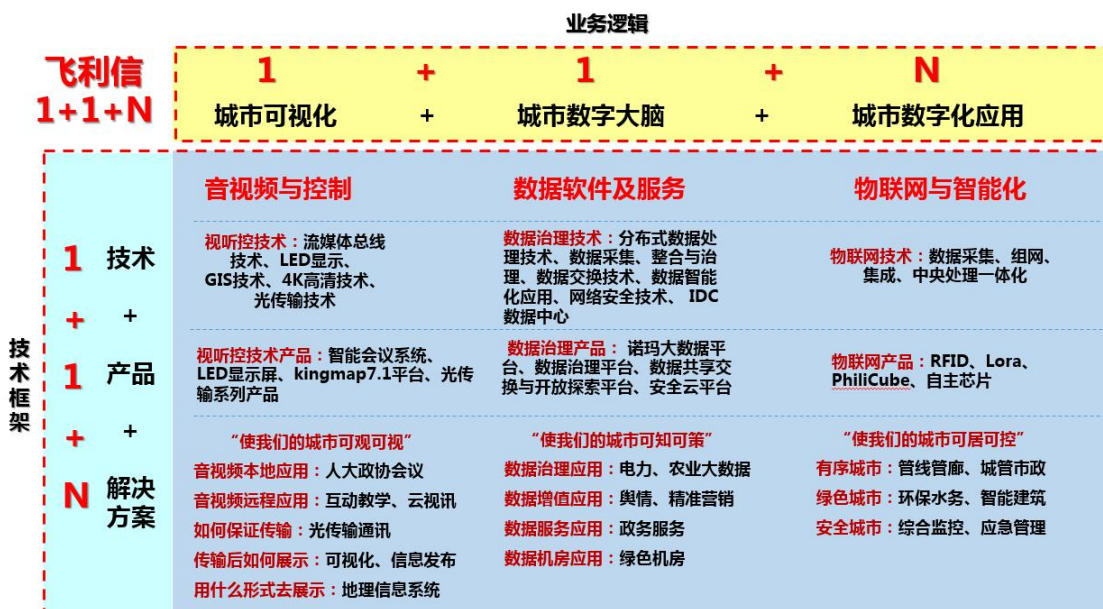 业务逻辑
飞利信
1+1+N
1 + 1 + N
城市可视化 + 城市数字大脑 + 城市数字化应用
技术框架
1 技术
+ +
1 产品
+ +
N 解决
方案
音视频与控制
视听控技术：流媒体总线
技术、LED显示、
GIS技术、4K高清技术、
光传输技术
视听控技术产品：智能会议系统、
LED显示屏、kingmap7.1平台、光传
输系列产品
“使我们的城市可观可视”
音视频本地应用：人大政协会议
音视频远程应用：互动教学、云视讯
如何保证传输：光传输通讯
传输后如何展示：可视化、信息发布
用什么形式去展示：地理信息系统
数据软件及服务
数据治理技术：分布式数据处
理技术、数据采集、整合与治
理、数据交换技术、数据智能
化应用、网络安全技术、 IDC
数据中心
数据治理产品： 诺玛大数据平
台、数据治理平台、数据共享交
换与开放探索平台、安全云平台
“使我们的城市可知可策”
数据治理应用：电力、农业大数据
数据增值应用：舆情、精准营销
数据服务应用：政务服务
数据机房应用：绿色机房
物联网与智能化
物联网技术：数据采集、组网、
集成、中央处理一体化
物联网产品：RFID、Lora、
PhiliCube、自主芯片
“使我们的城市可居可控”
有序城市：管线管廊、城管市政
绿色城市：环保水务、智能建筑
安全城市：综合监控、应急管理